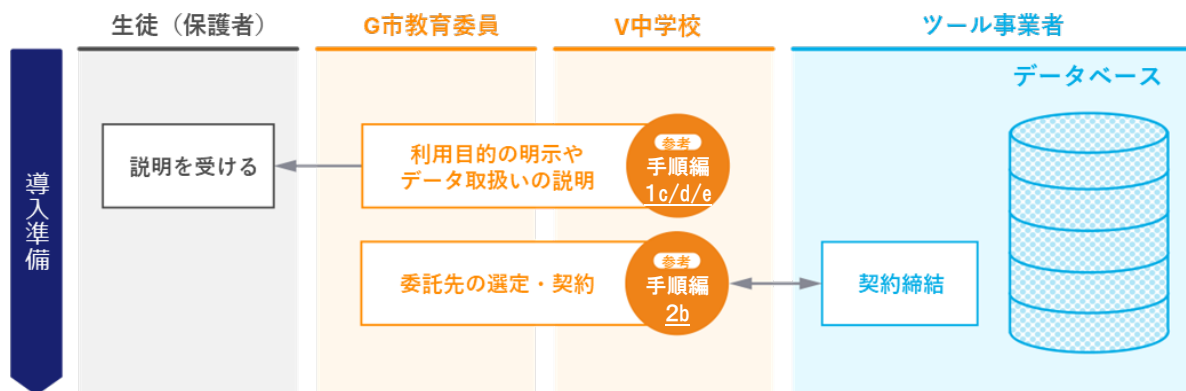 生徒（保護者）
G市教育委員
V中学校
ツール事業者
データベース
導入準備
説明を受ける
利用目的の明示や
データ取扱いの説明
参考
手順編
1c/d/e
委託先の選定・契約
参考
手順編
2b
契約締結